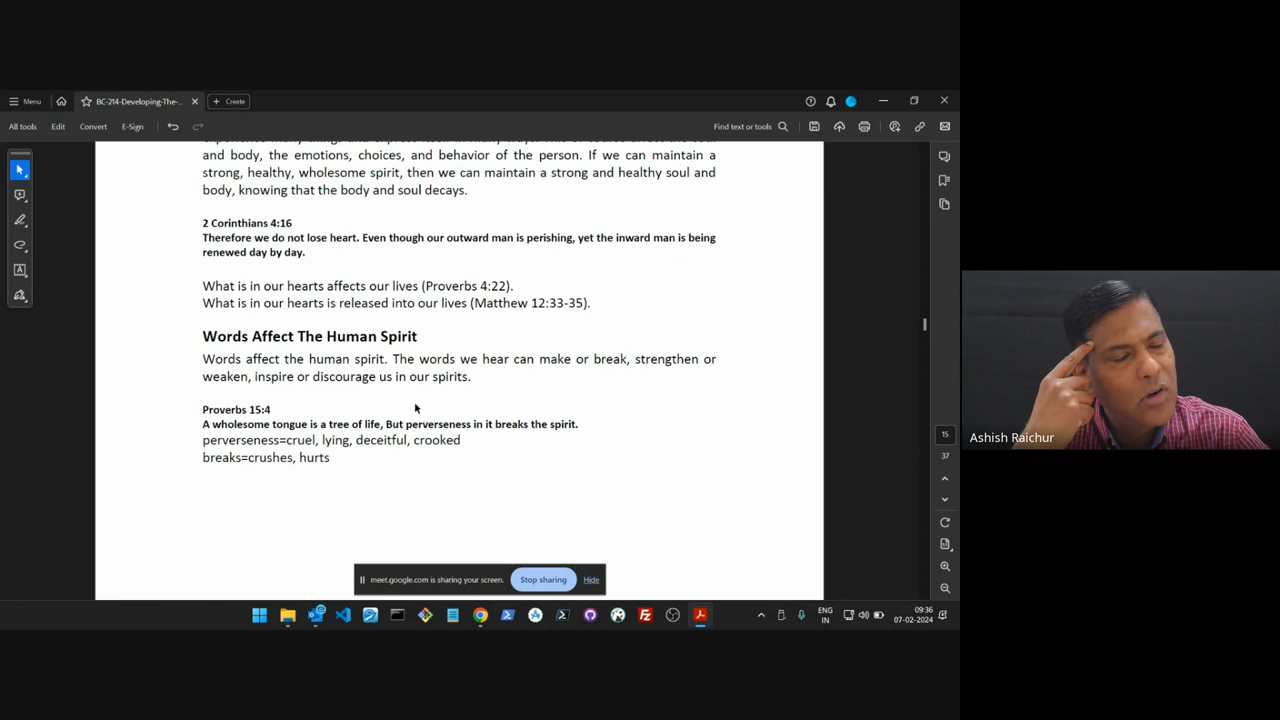 Menu
BC-214-Developing-The-...
Create
All tools
Edit
Convert
E-Sign
Find text or tools
and body, the emotions, choices, and behavior of the person. If we can maintain a
strong, healthy, wholesome spirit, then we can maintain a strong and healthy soul and
body, knowing that the body and soul decays.
2 Corinthians 4:16
Therefore we do not lose heart. Even though our outward man is perishing, yet the inward man is being
renewed day by day.
What is in our hearts affects our lives (Proverbs 4:22).
What is in our hearts is released into our lives (Matthew 12:33-35).
Words Affect The Human Spirit
Words affect the human spirit. The words we hear can make or break, strengthen or
weaken, inspire or discourage us in our spirits.
Proverbs 15:4
A wholesome tongue is a tree of life, But perverseness in it breaks the spirit.
perverseness=cruel, lying, deceitful, crooked
breaks=crushes, hurts
15
37
Ashish Raichur
meet.google.com is sharing your screen.
Stop sharing
Hide
ENG
IN
09:36
07-02-2024